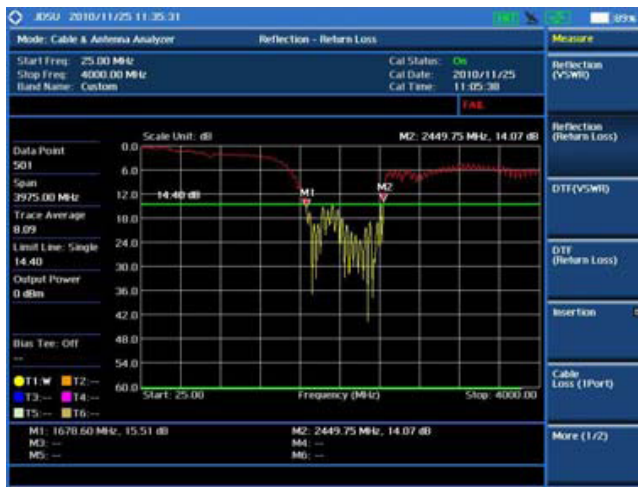 JDSU 2010/11/25 11:35:31
89%
Mode: Cable & Antenna Analyzer Reflection - Return Loss
Measure
Start Freq: 25.00 MHz Cal Status: On
Stop Freq: 4000.00 MHz Cal Date: 2010/11/25
Band Name: Custom Cal Time: 11:05:38
FAIL
Reflection
(VSWR)
Reflection
(Return Loss)
DTF(VSWR)
DTF
(Return Loss)
Insertion
Cable
Loss (1Port)
More (1/2)
Scale Unit: dB M2: 2449.75 MHz, 14.07 dB
Data Point
501
Span
3975.00 MHz
Trace Average
8.09
Limit Line: Single
14.40
Output Power
0 dBm
Bias Tee: Off
--
T1:W T2:--
T3:-- T4:--
T5:-- T6:--
0.0
6.0
12.0
18.0
24.0
30.0
36.0
42.0
48.0
54.0
60.0
14.40 dB
M1
M2
Start: 25.00 Frequency (MHz) Stop: 4000.00
M1: 1678.60 MHz, 15.51 dB M2: 2449.75 MHz, 14.07 dB
M3: -- M4: --
M5: -- M6: --